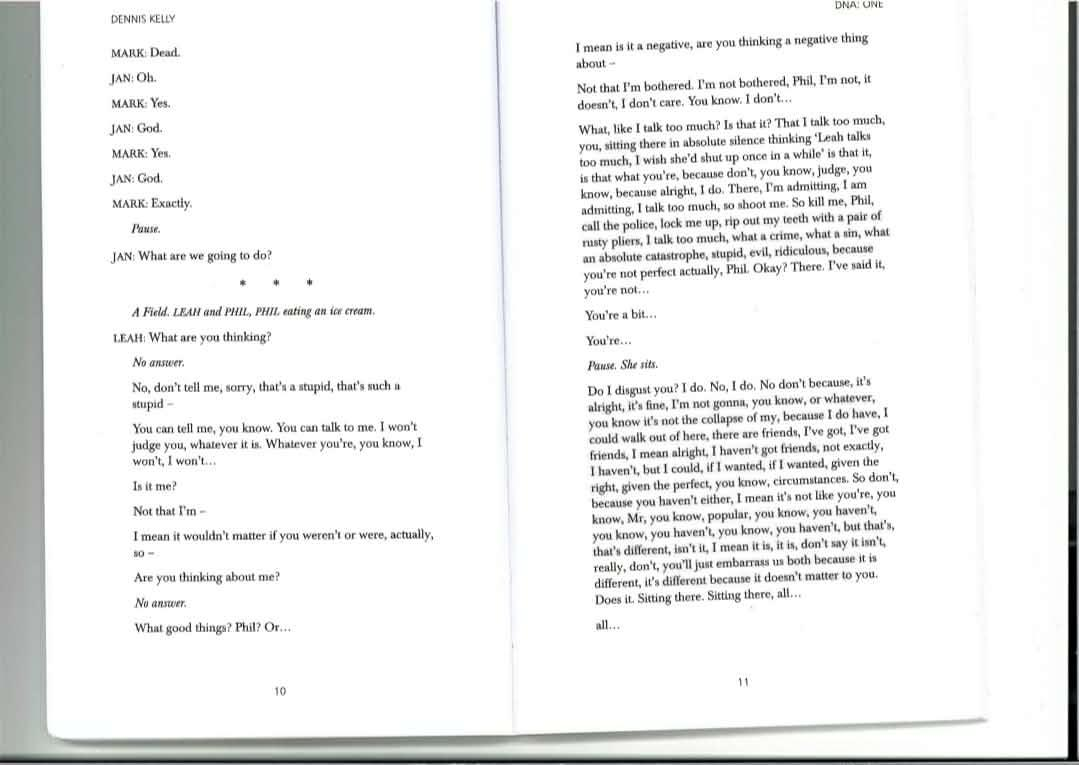 DENNIS KELLY
MARK: Dead.
JAN: Oh.
MARK: Yes.
JAN: God.
MARK: Yes.
JAN: God.
MARK: Exactly.
Pause.
JAN: What are we going to do?
* * *
A Field. LEAH and PHIL, PHIL eating an ice cream.
LEAH: What are you thinking?
No answer.
No, don't tell me, sorry, that's a stupid, that's such a
stupid –
You can tell me, you know. You can talk to me. I won't
judge you, whatever it is. Whatever you're, you know, I
won't, I won't…
Is it me?
Not that I'm –
I mean it wouldn't matter if you weren't or were, actually,
so –
Are you thinking about me?
No answer.
What good things? Phil? Or…
10
DNA: ONE
I mean is it a negative, are you thinking a negative thing
about –
Not that I'm bothered. I'm not bothered, Phil, I'm not, it
doesn't, I don't care. You know. I don't…
What, like I talk too much? Is that it? That I talk too much,
you, sitting there in absolute silence thinking 'Leah talks
too much, I wish she'd shut up once in a while' is that it,
is that what you're, because don't, you know, judge, you
know, because alright, I do. There, I'm admitting, I am
admitting, I talk too much, so shoot me. So kill me, Phil,
call the police, lock me up, rip out my teeth with a pair of
rusty pliers, I talk too much, what a crime, what a sin, what
an absolute catastrophe, stupid, evil, ridiculous, because
you're not perfect actually, Phil. Okay? There. I've said it,
you're not…
You're a bit…
You're…
Pause. She sits.
Do I disgust you? I do. No, I do. No don't because, it's
alright, it's fine, I'm not gonna, you know, or whatever,
you know it's not the collapse of my, because I do have, I
could walk out of here, there are friends, I've got, I've got
friends, I mean alright, I haven't got friends, not exactly,
I haven't, but I could, if I wanted, if I wanted, given the
right, given the perfect, you know, circumstances. So don't,
because you haven't either, I mean it's not like you're, you
know, Mr, you know, popular, you know, you haven't,
you know, you haven't, you know, you haven't, but that's,
that's different, isn't it, I mean it is, it is, don't say it isn't,
really, don't, you'll just embarrass us both because it is
different, it's different because it doesn't matter to you.
Does it. Sitting there. Sitting there, all…
all…
11